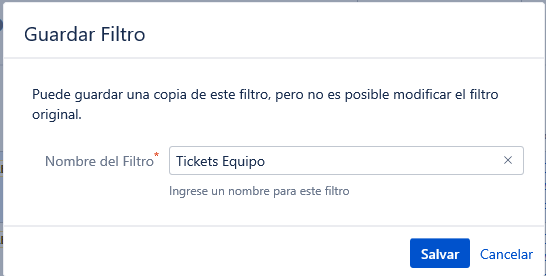 Guardar Filtro
Puede guardar una copia de este filtro, pero no es posible modificar el filtro
original.
Nombre del Filtro* Tickets Equipo ×
Ingrese un nombre para este filtro
Salvar Cancelar